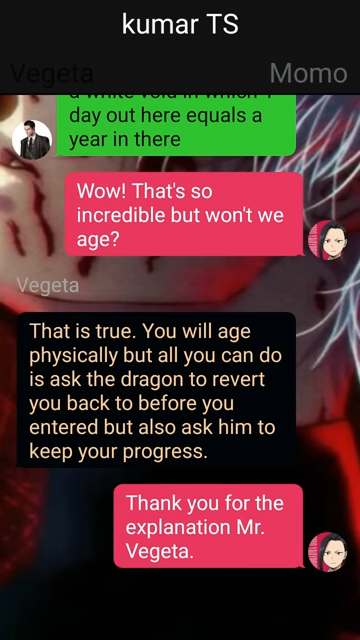 kumar TS
Vegeta
Momo
a white void in which 1
day out here equals a
year in there
Wow! That's so
incredible but won't we
age?
Vegeta
That is true. You will age
physically but all you can do
is ask the dragon to revert
you back to before you
entered but also ask him to
keep your progress.
Thank you for the
explanation Mr.
Vegeta.